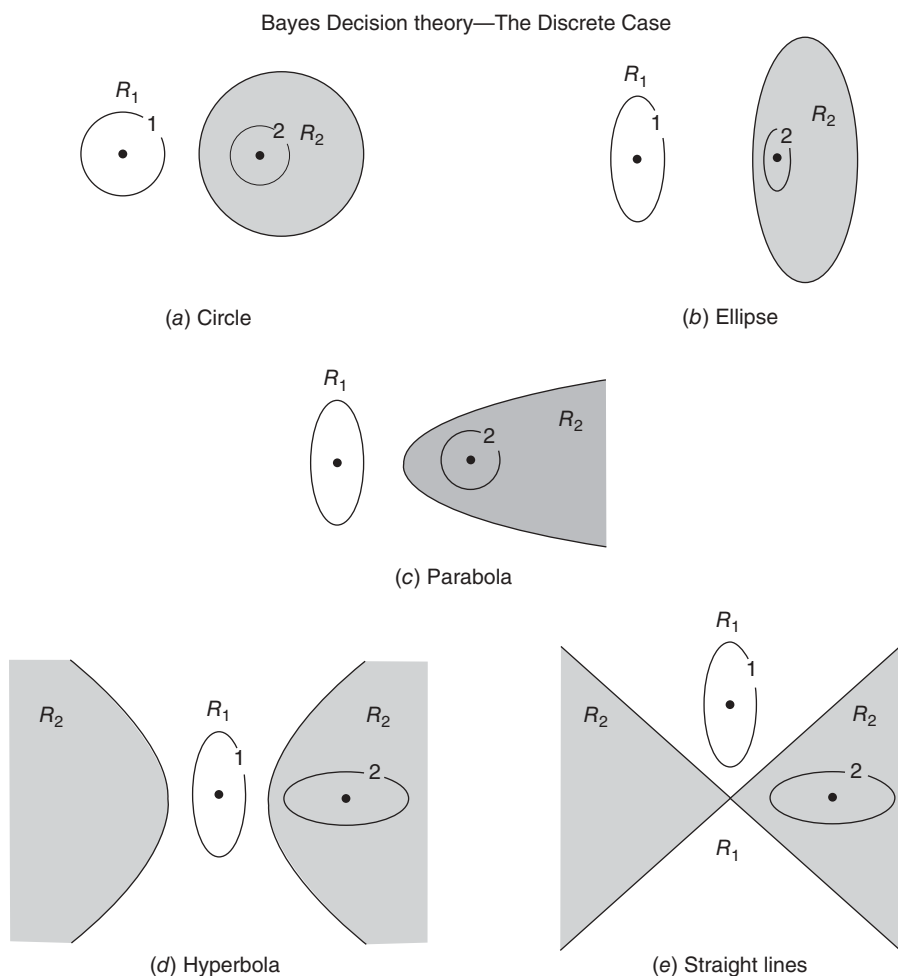 Bayes Decision theory—The Discrete Case
R1
1
2
R2
(a) Circle
R1
1
2
R2
(b) Ellipse
R1
2
R2
(c) Parabola
R2
R1
1
R2
2
(d) Hyperbola
R1
1
R2
R2
2
R1
(e) Straight lines